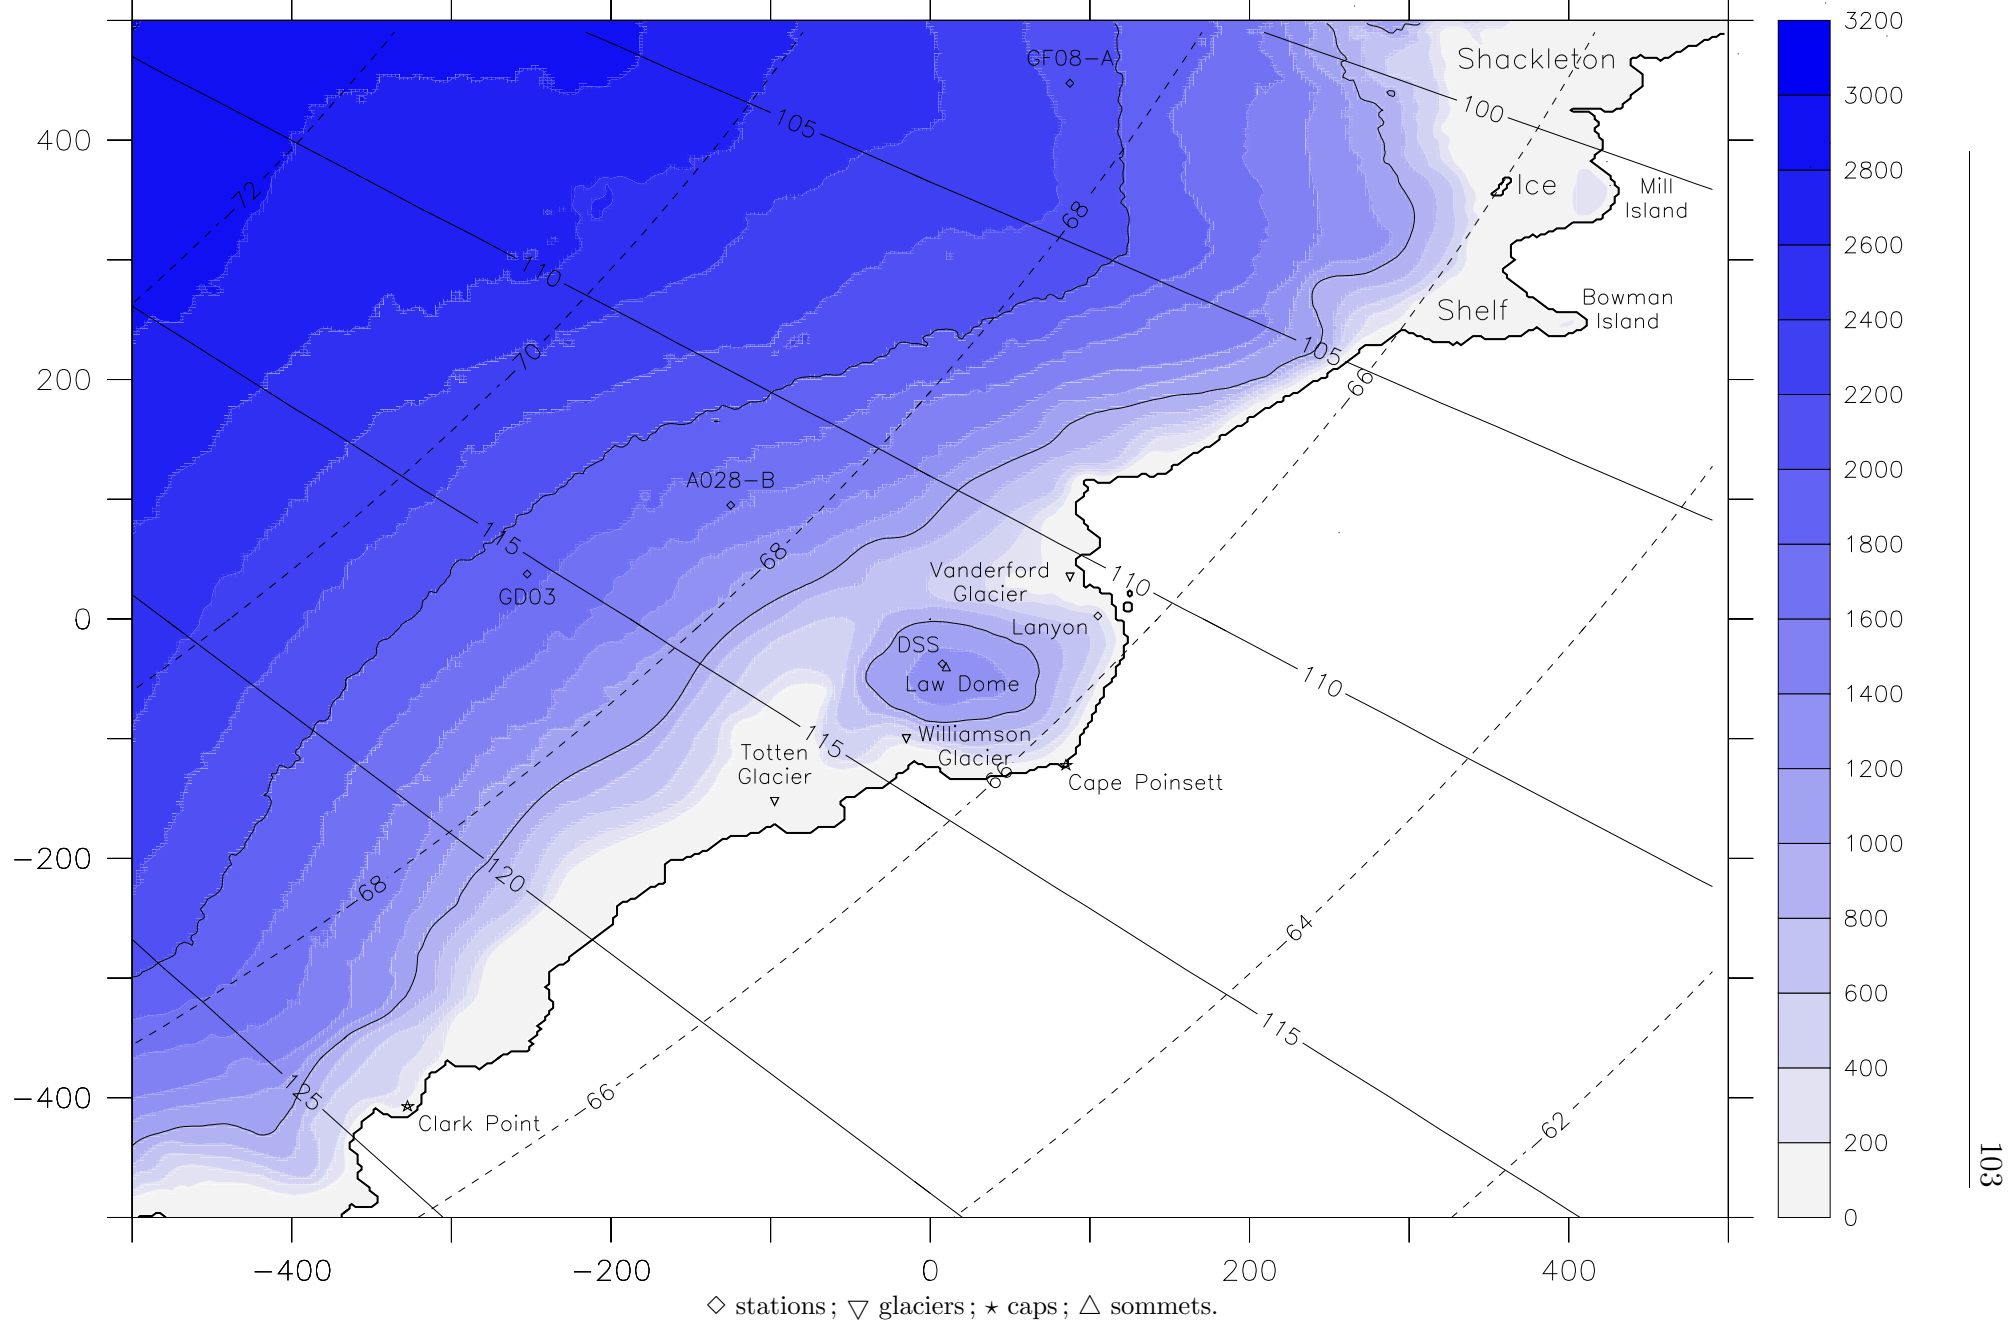 3200
GF08-A
Shackleton
3000
100
105
400
2800
72
Ice
Mill
Island
68
2600
110
Bowman
Island
Shelf
2400
105
70
200
66
2200
2000
A028-B
115
1800
68
110
Vanderford
Glacier
GD03
1600
0
Lanyon
DSS
Law Dome
110
1400
115
Williamson
Glacier
Totten
Glacier
66
Cape Poinsett
1200
1000
-200
120
68
64
800
600
115
400
-400
125
66
Clark Point
62
200
103
0
-400
-200
0
200
400
◇ stations ; ▽ glaciers ; ⋆ caps ; △ sommets.